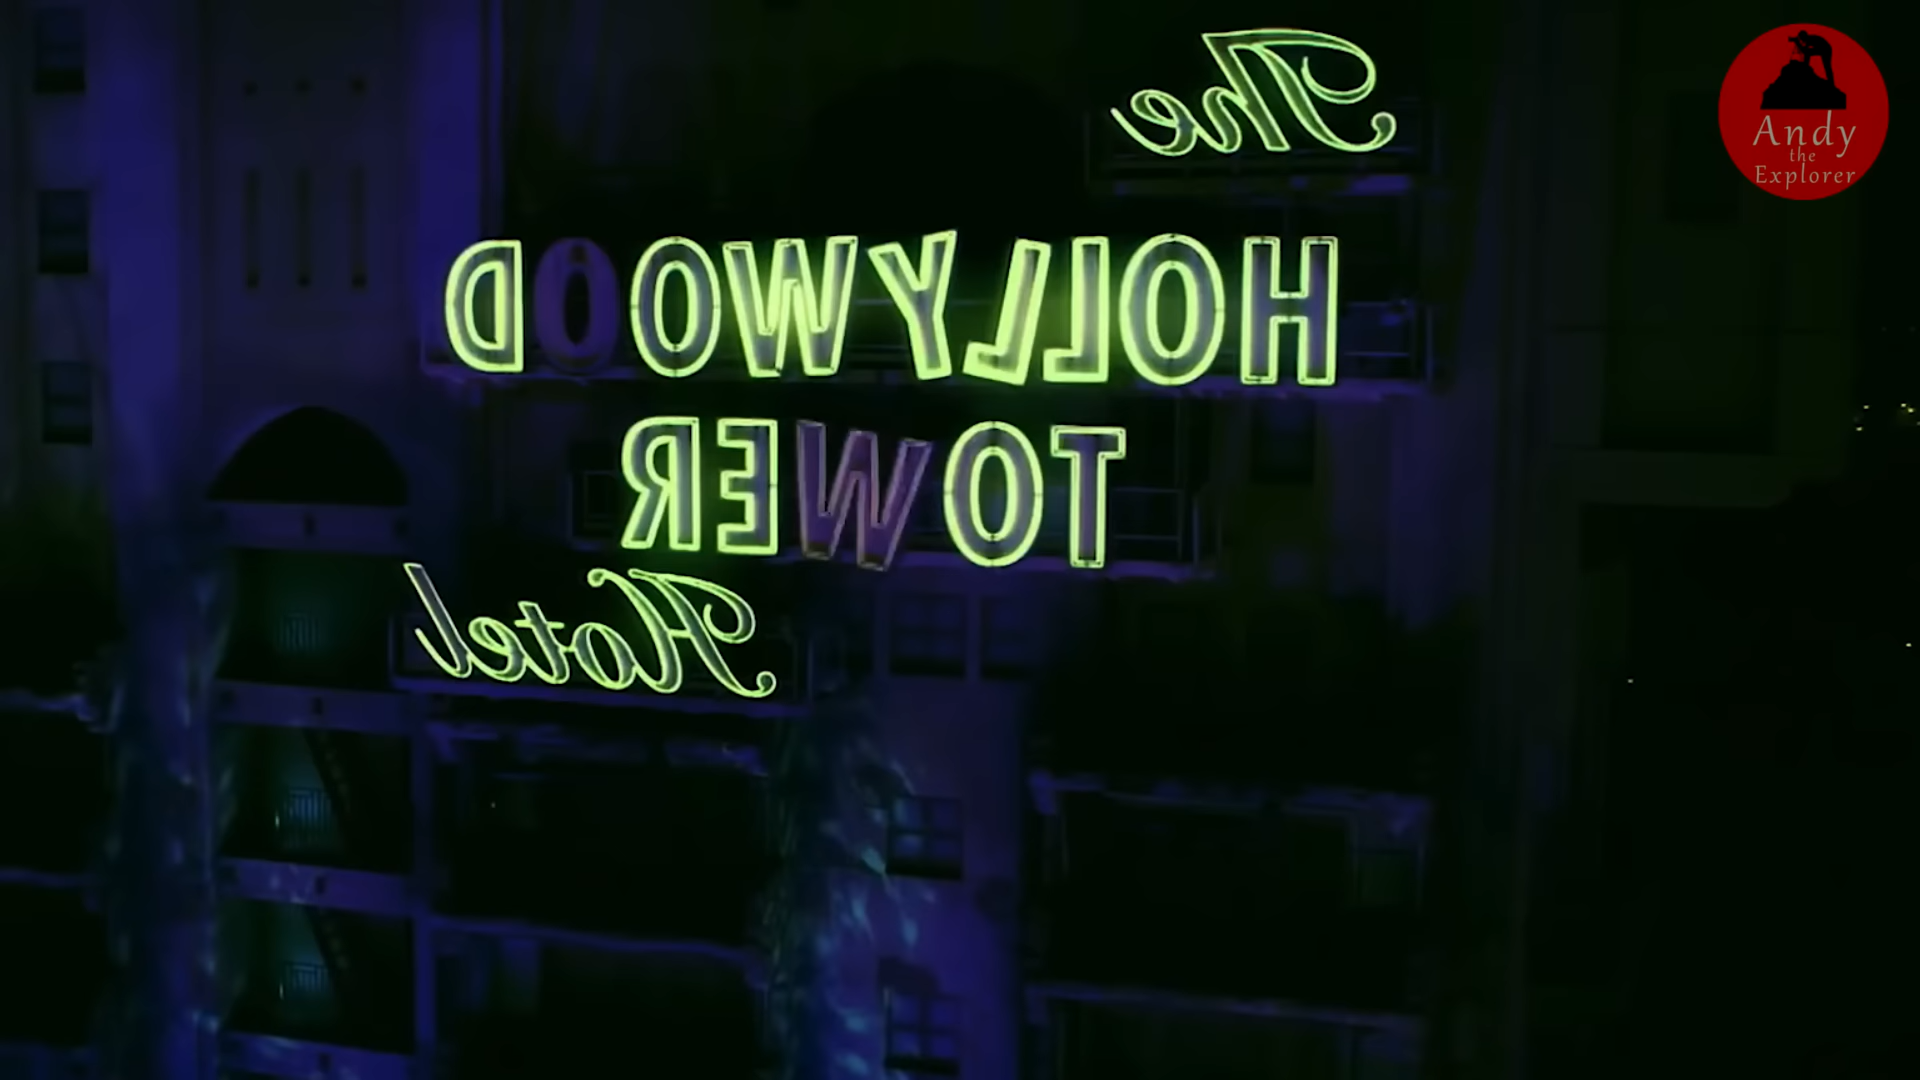 The
HOLLYWOOD
TOWER
Hotel
Andy
the
Explorer